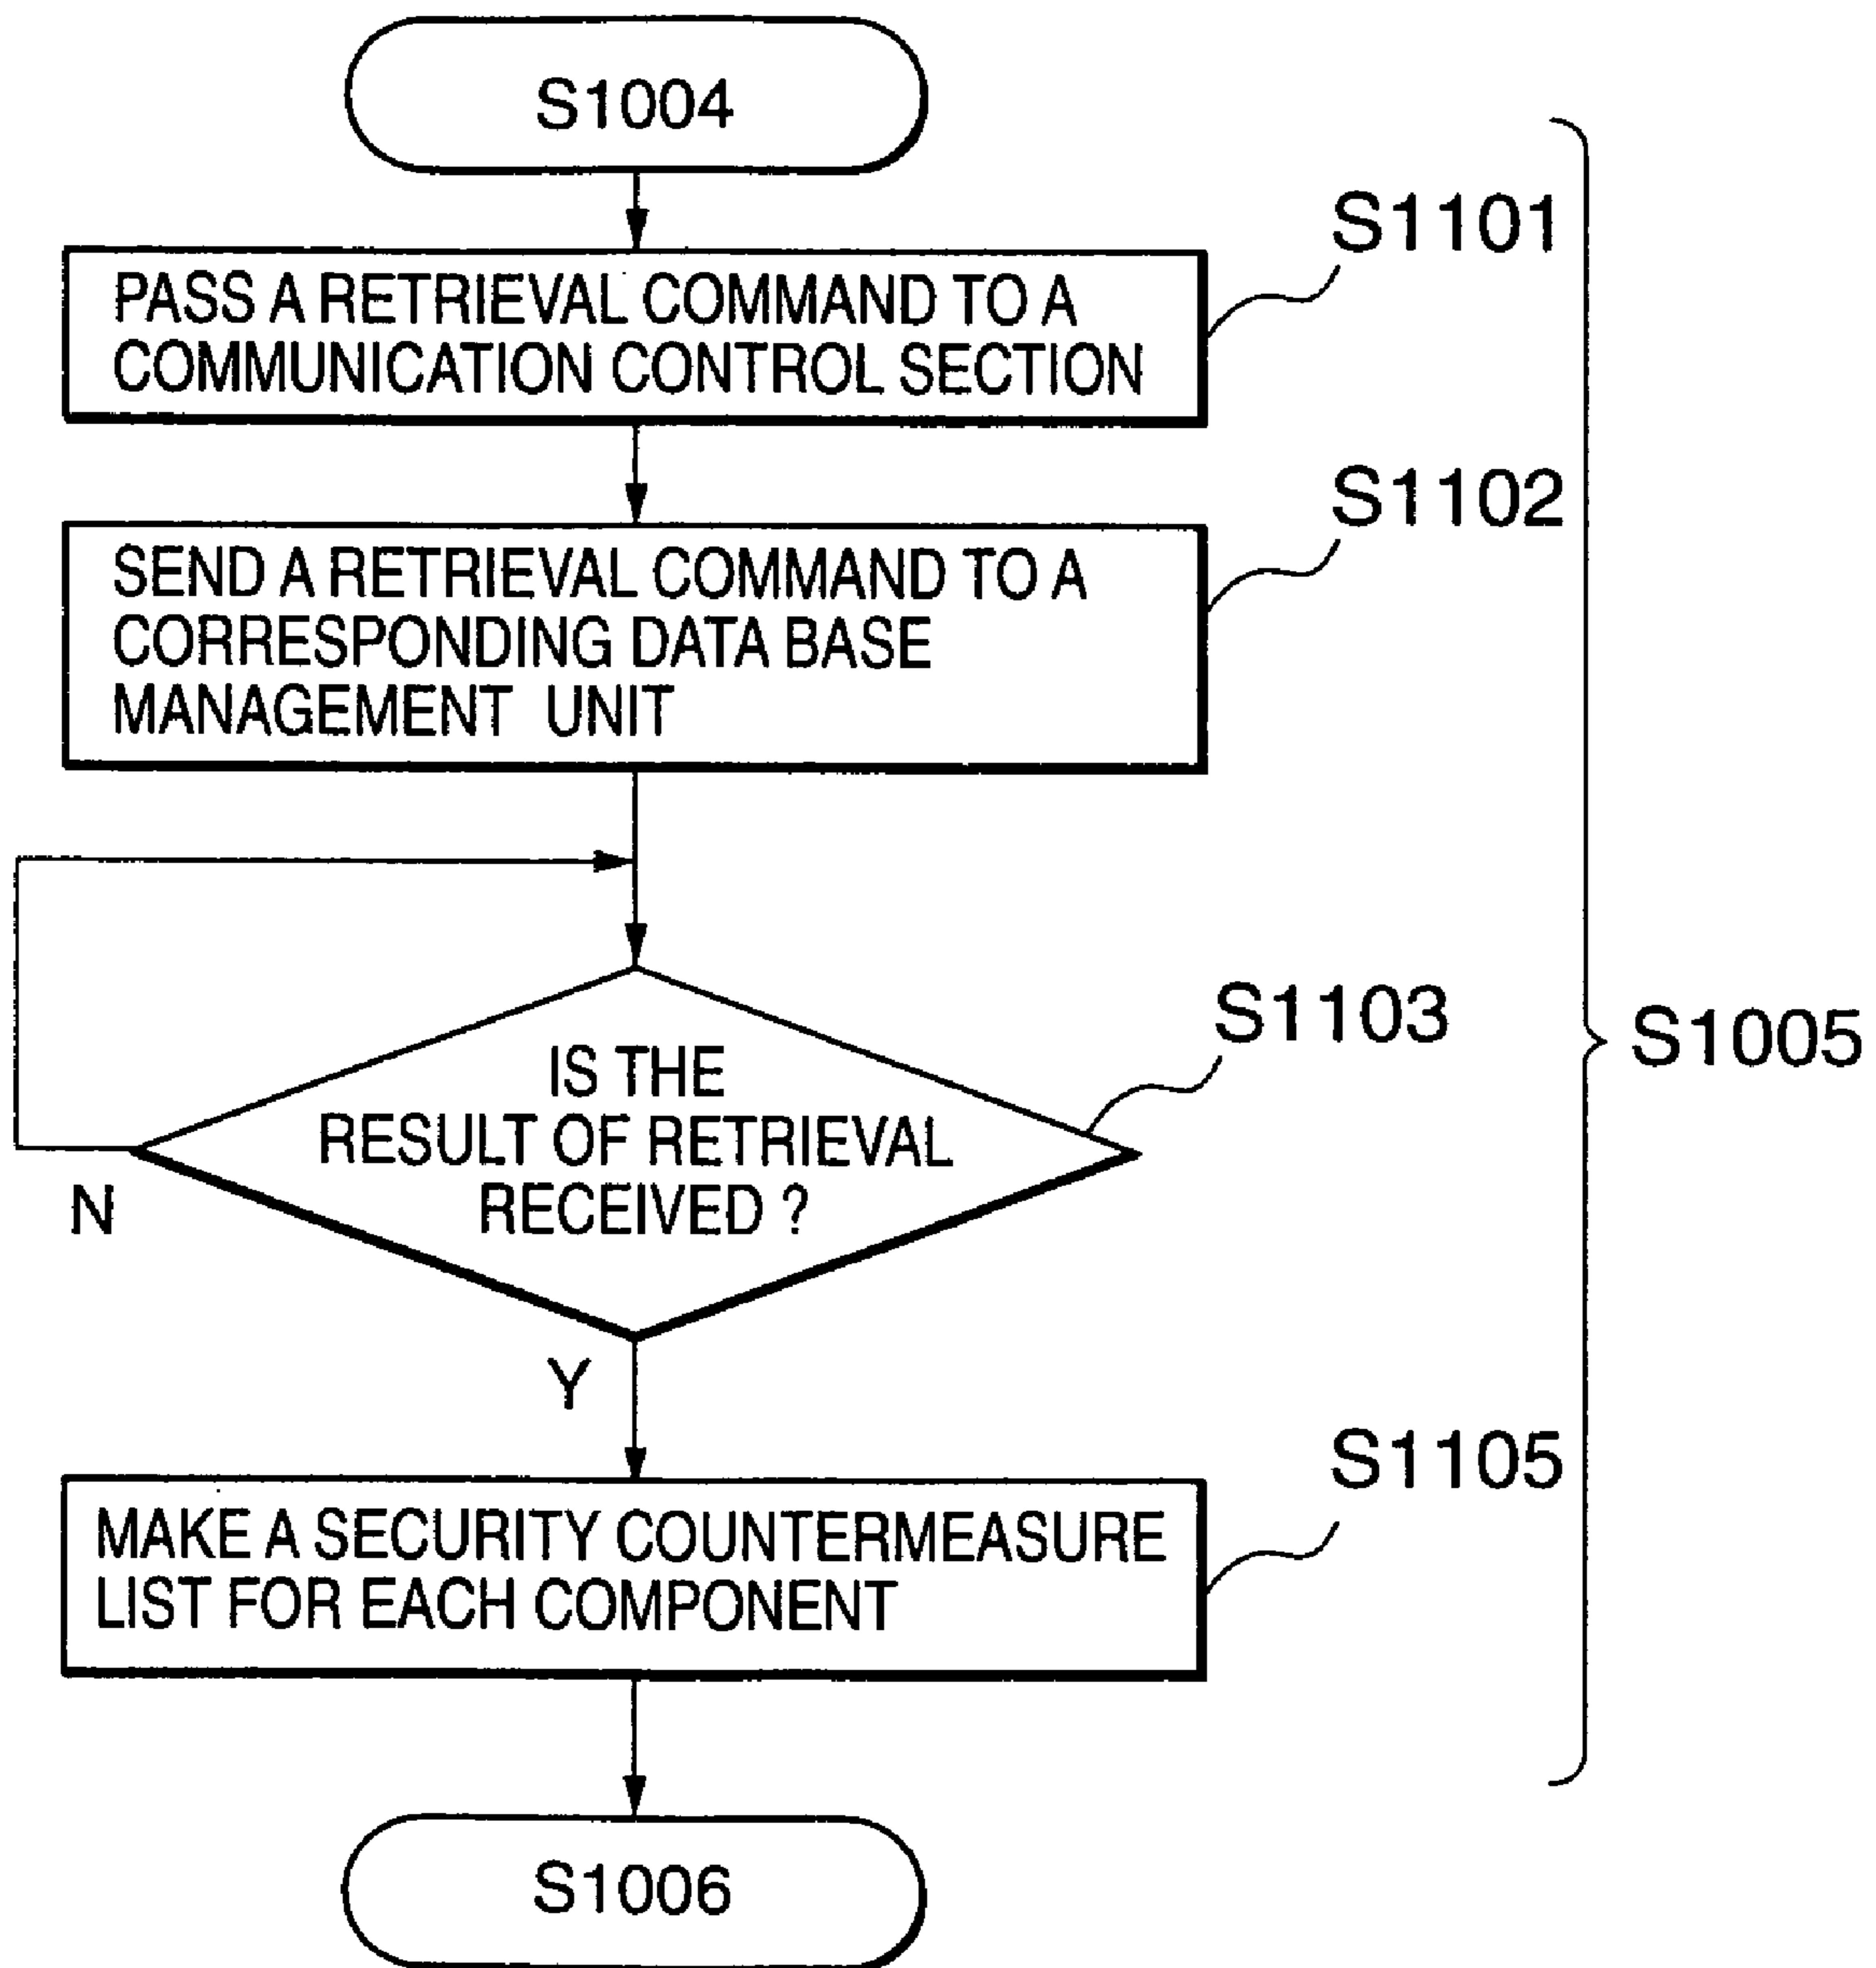 S1004
S1101
PASS A RETRIEVAL COMMAND TO A
COMMUNICATION CONTROL SECTION
S1102
SEND A RETRIEVAL COMMAND TO A
CORRESPONDING DATA BASE
MANAGEMENT UNIT
S1103
IS THE
RESULT OF RETRIEVAL
RECEIVED ?
N
Y
S1005
S1105
MAKE A SECURITY COUNTERMEASURE
LIST FOR EACH COMPONENT
S1006